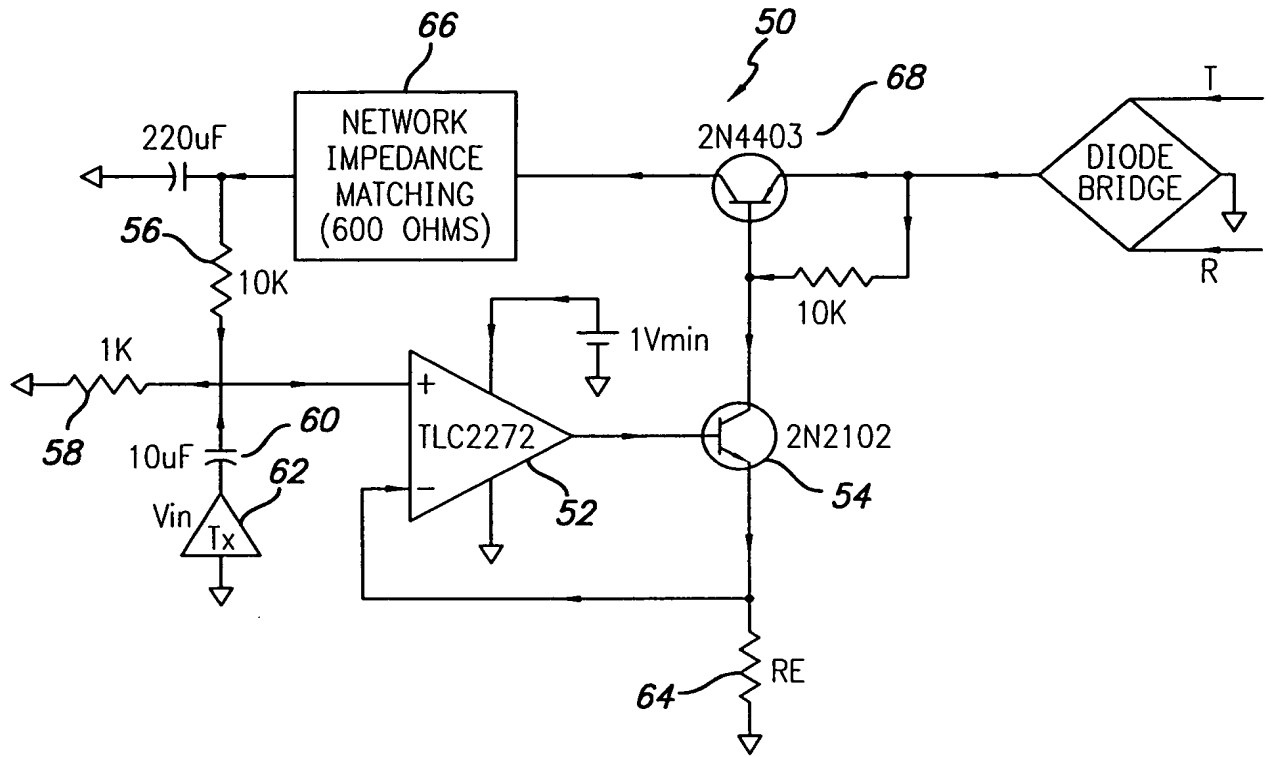 66
50
68
T
220uF
NETWORK
IMPEDANCE
MATCHING
(600 OHMS)
2N4403
DIODE
BRIDGE
56
10K
R
10K
1K
1Vmin
+
58
60
10uF
TLC2272
2N2102
62
Vin
Tx
−
52
54
RE
64